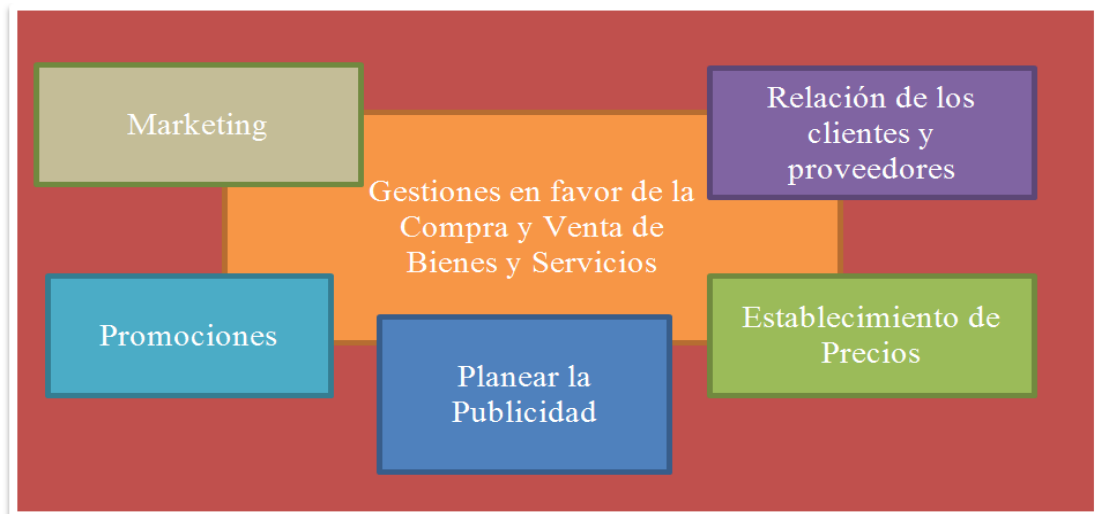 Marketing
Relación de los
clientes y
proveedores
Gestiones en favor de la
Compra y Venta de
Bienes y Servicios
Promociones
Planear la
Publicidad
Establecimiento de
Precios